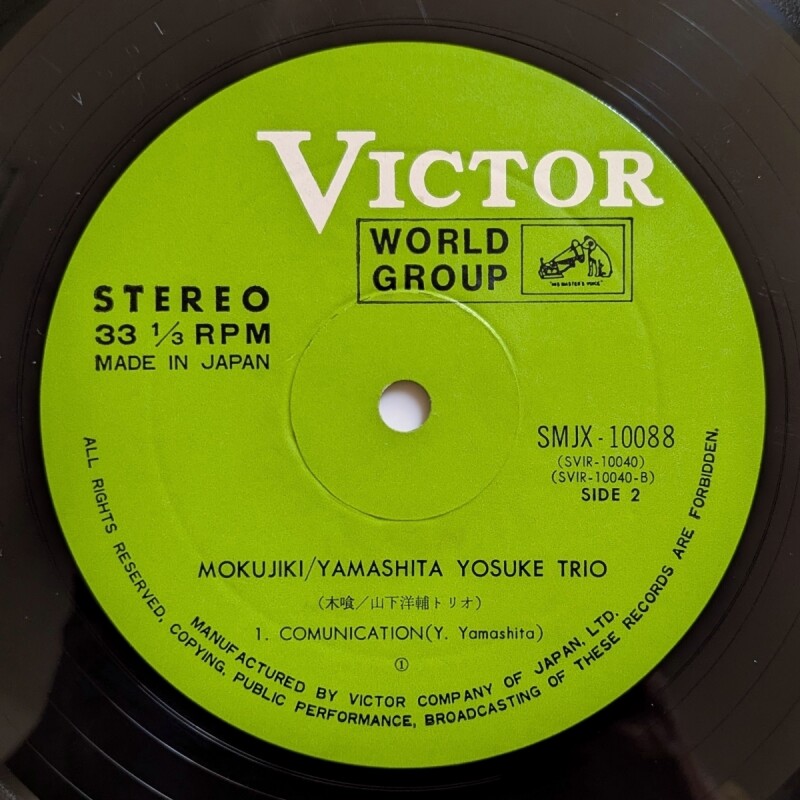 VICTOR
WORLD
GROUP
"HIS MASTER'S VOICE"
STEREO
33 1/3 RPM
MADE IN JAPAN
SMJX-10088
(SVIR-10040)
(SVIR-10040-B)
SIDE 2
MOKUJIKI/YAMASHITA YOSUKE TRIO
(木喰/山下洋輔トリオ)
1. COMUNICATION(Y. Yamashita)
①
MANUFACTURED BY VICTOR COMPANY OF JAPAN, LTD.
ALL RIGHTS RESERVED, COPYING, PUBLIC PERFORMANCE, BROADCASTING OF THESE RECORDS ARE FORBIDDEN.